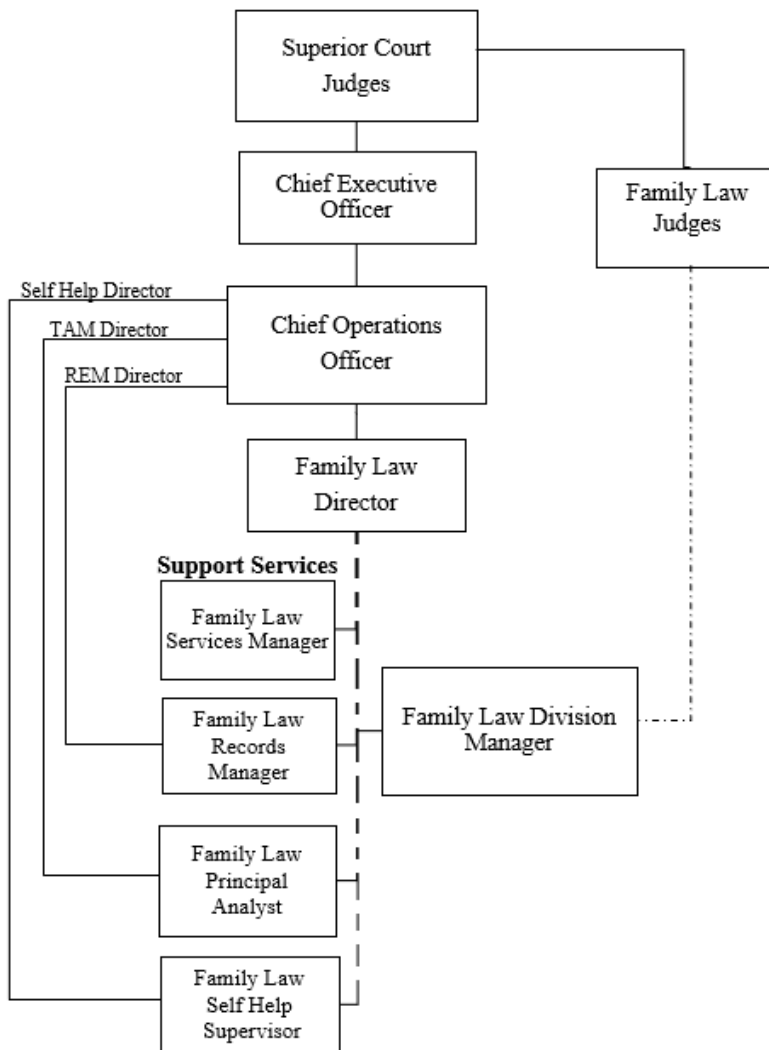 Superior Court
Judges
Chief Executive
Officer
Family Law
Judges
Self Help Director
TAM Director
REM Director
Chief Operations
Officer
Family Law
Director
Support Services
Family Law
Services Manager
Family Law
Records
Manager
Family Law Division
Manager
Family Law
Principal
Analyst
Family Law
Self Help
Supervisor